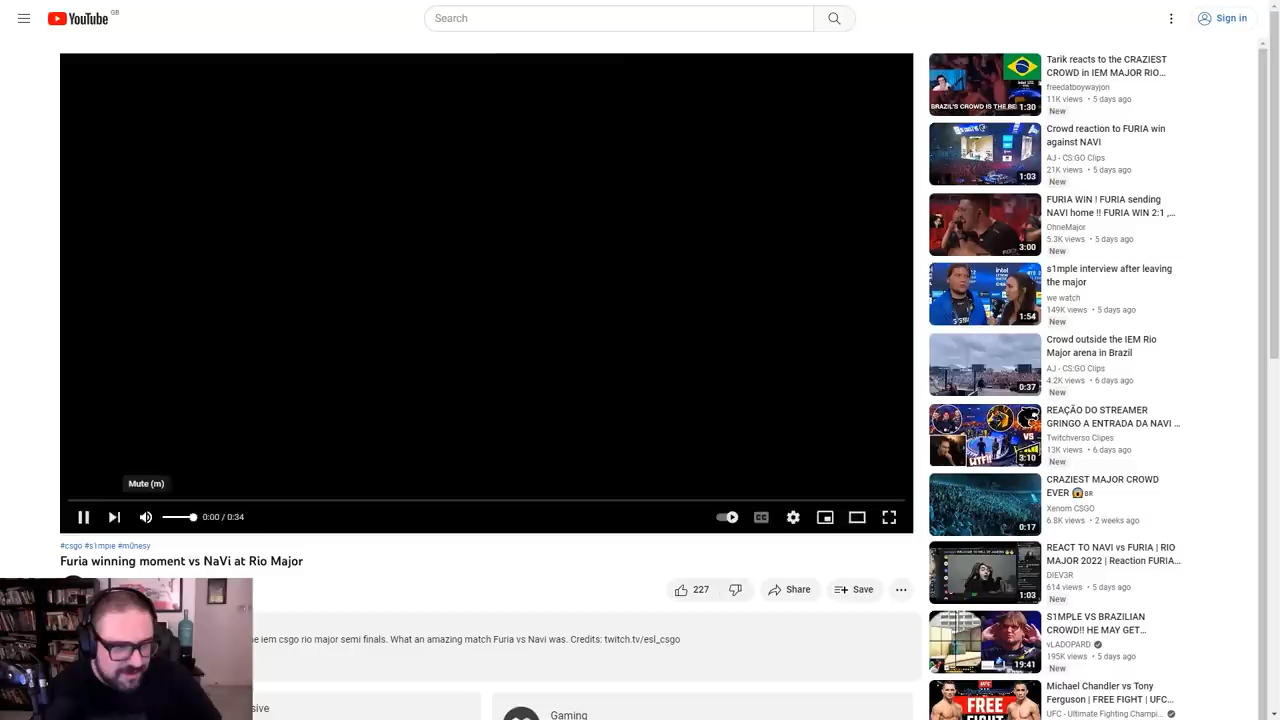 YouTube GB
Search
Sign in
Mute (m)
0:00 / 0:34
#csgo #s1mple #m0nesy
Furia winning moment vs NaVi at Rio Major
227
Share
Save
e iem csgo rio major semi finals. What an amazing match Furia vs Navi was. Credits: twitch.tv/esl_csgo
sive
Gaming
BRAZIL'S CROWD IS THE BE
1:30
Tarik reacts to the CRAZIEST
CROWD in IEM MAJOR RIO...
freedatboywayjon
11K views • 5 days ago
New
1:03
Crowd reaction to FURIA win
against NAVI
AJ - CS:GO Clips
21K views • 5 days ago
New
3:00
FURIA WIN ! FURIA sending
NAVI home !! FURIA WIN 2:1 ,...
OhneMajor
5.3K views • 5 days ago
New
intel
1:54
s1mple interview after leaving
the major
we watch
149K views • 5 days ago
New
0:37
Crowd outside the IEM Rio
Major arena in Brazil
AJ - CS:GO Clips
4.2K views • 6 days ago
New
VS
WTF!!
3:10
REAÇÃO DO STREAMER
GRINGO A ENTRADA DA NAVI ...
Twitchverso Clipes
13K views • 6 days ago
New
0:17
CRAZIEST MAJOR CROWD
EVER 😱🇧🇷
Xenom CSGO
6.8K views • 2 weeks ago
1:03
REACT TO NAVI vs FURIA | RIO
MAJOR 2022 | Reaction FURIA...
DIEV3R
614 views • 5 days ago
New
19:41
S1MPLE VS BRAZILIAN
CROWD!! HE MAY GET...
vLADOPARD
195K views • 5 days ago
New
UFC
FREE
FIGHT
Michael Chandler vs Tony
Ferguson | FREE FIGHT | UFC...
UFC - Ultimate Fighting Champi...